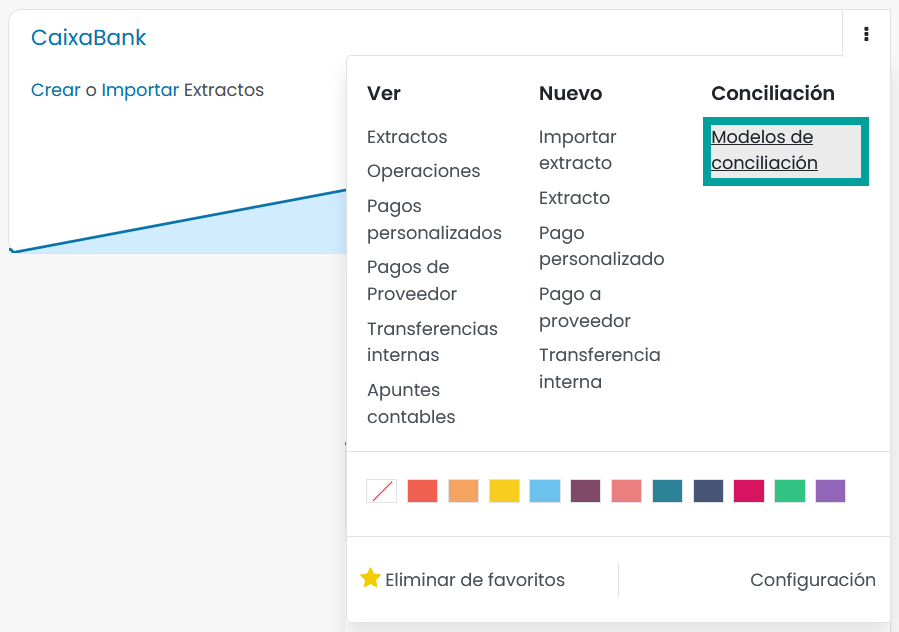 CaixaBank
Crear o Importar Extractos
Ver
Extractos
Operaciones
Pagos
personalizados
Pagos de
Proveedor
Transferencias
internas
Apuntes
contables
Nuevo
Importar
extracto
Extracto
Pago
personalizado
Pago a
proveedor
Transferencia
interna
Conciliación
Modelos de
conciliación
Eliminar de favoritos
Configuración